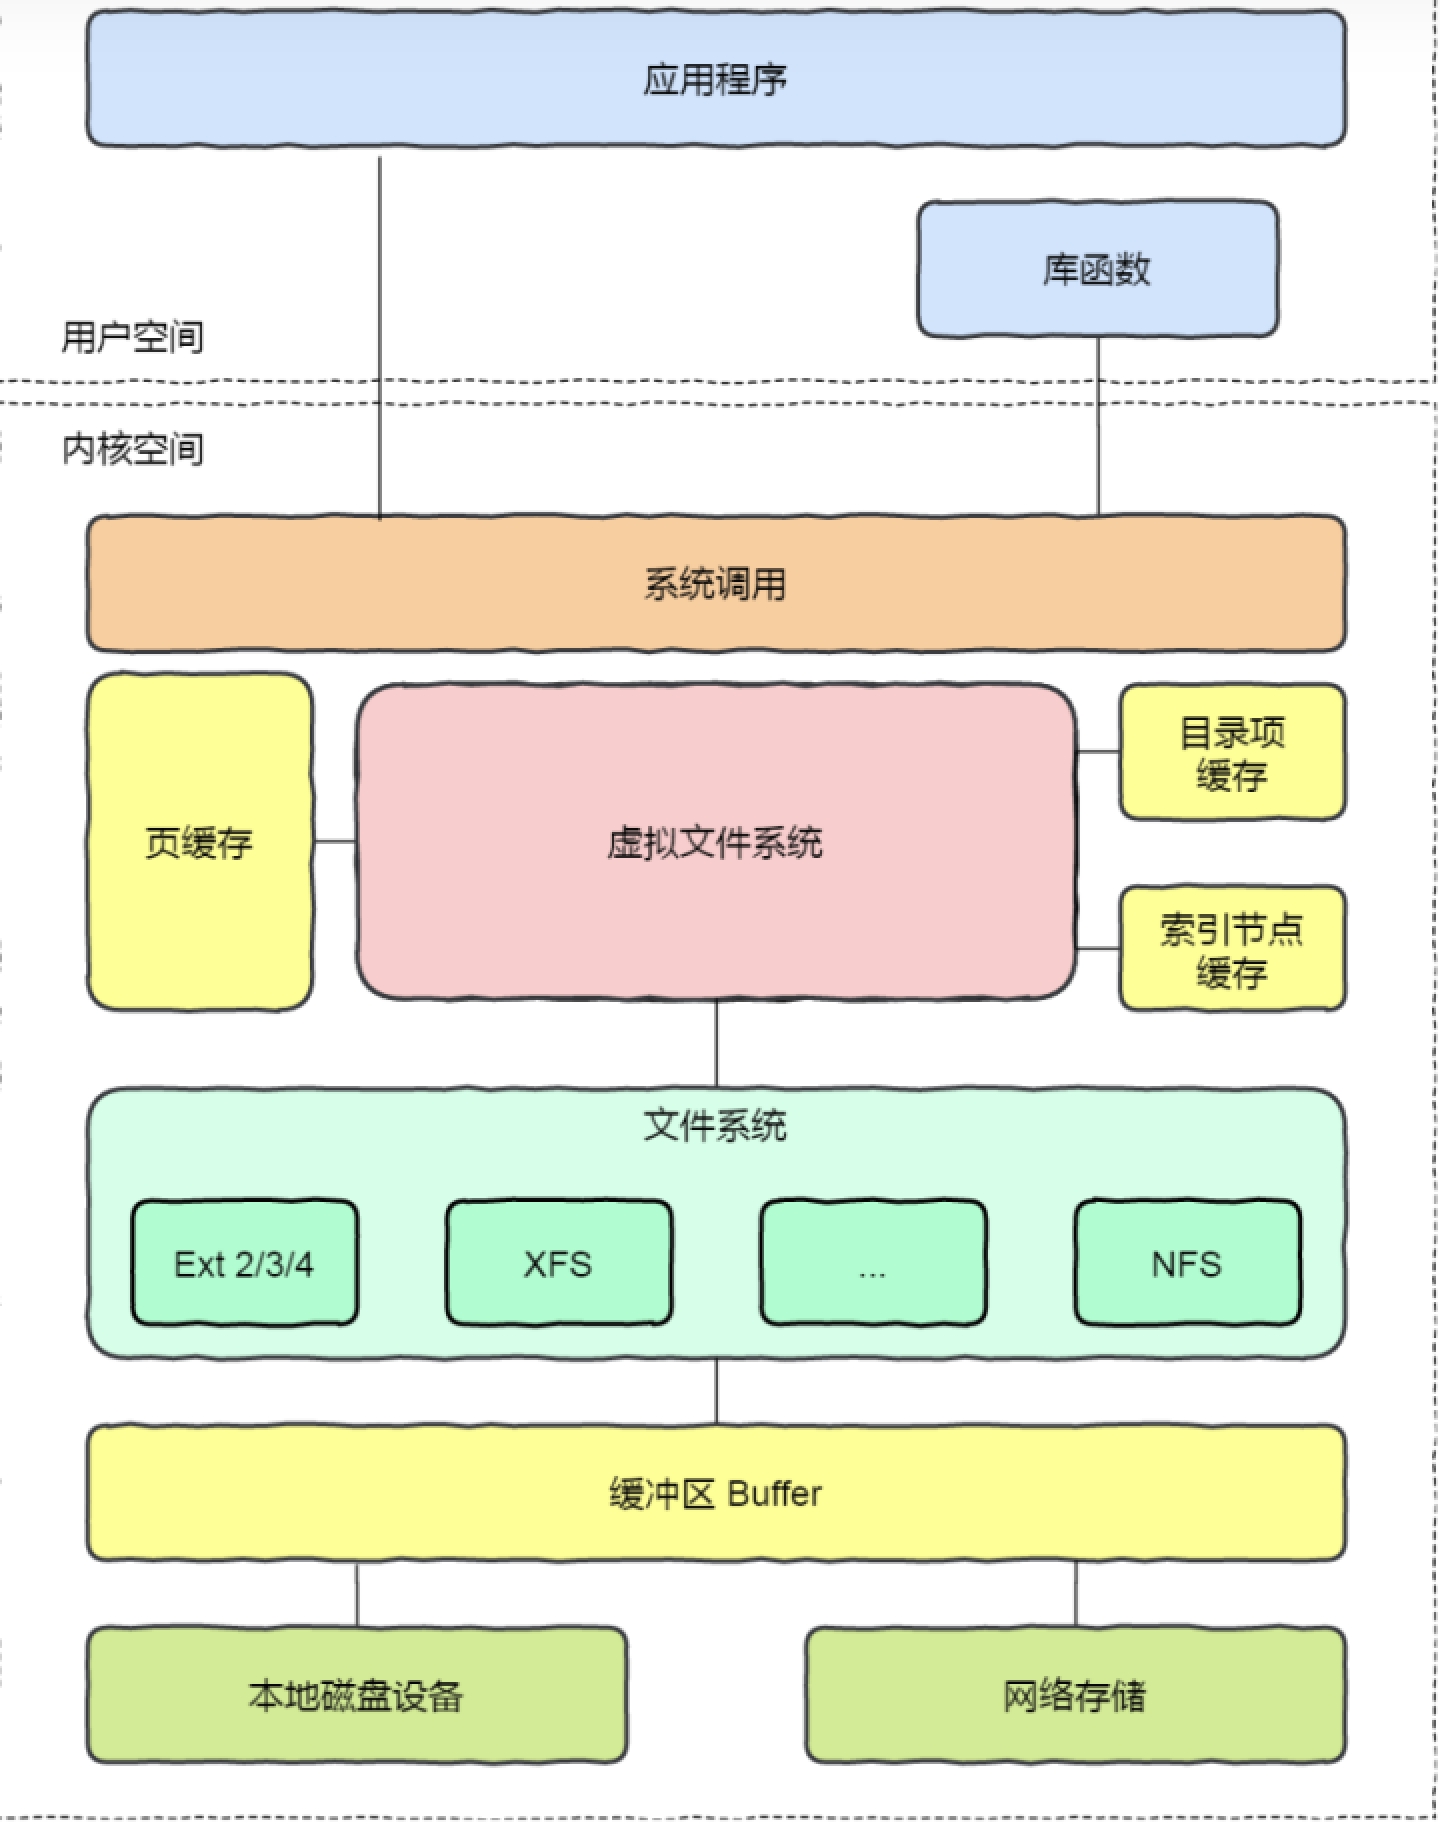 应用程序
库函数
用户空间
内核空间
系统调用
页缓存
虚拟文件系统
目录项
缓存
索引节点
缓存
文件系统
Ext 2/3/4
XFS
...
NFS
缓冲区 Buffer
本地磁盘设备
网络存储